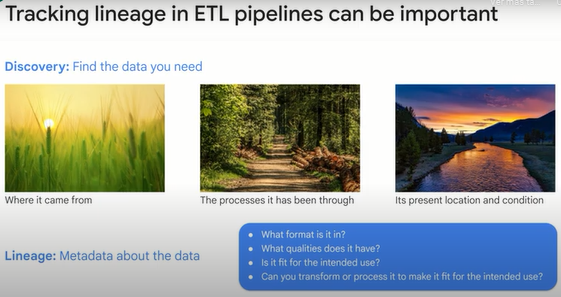 Tracking lineage in ETL pipelines can be important
Discovery: Find the data you need
Where it came from
The processes it has been through
Its present location and condition
Lineage: Metadata about the data
• What format is it in?
• What qualities does it have?
• Is it fit for the intended use?
• Can you transform or process it to make it fit for the intended use?